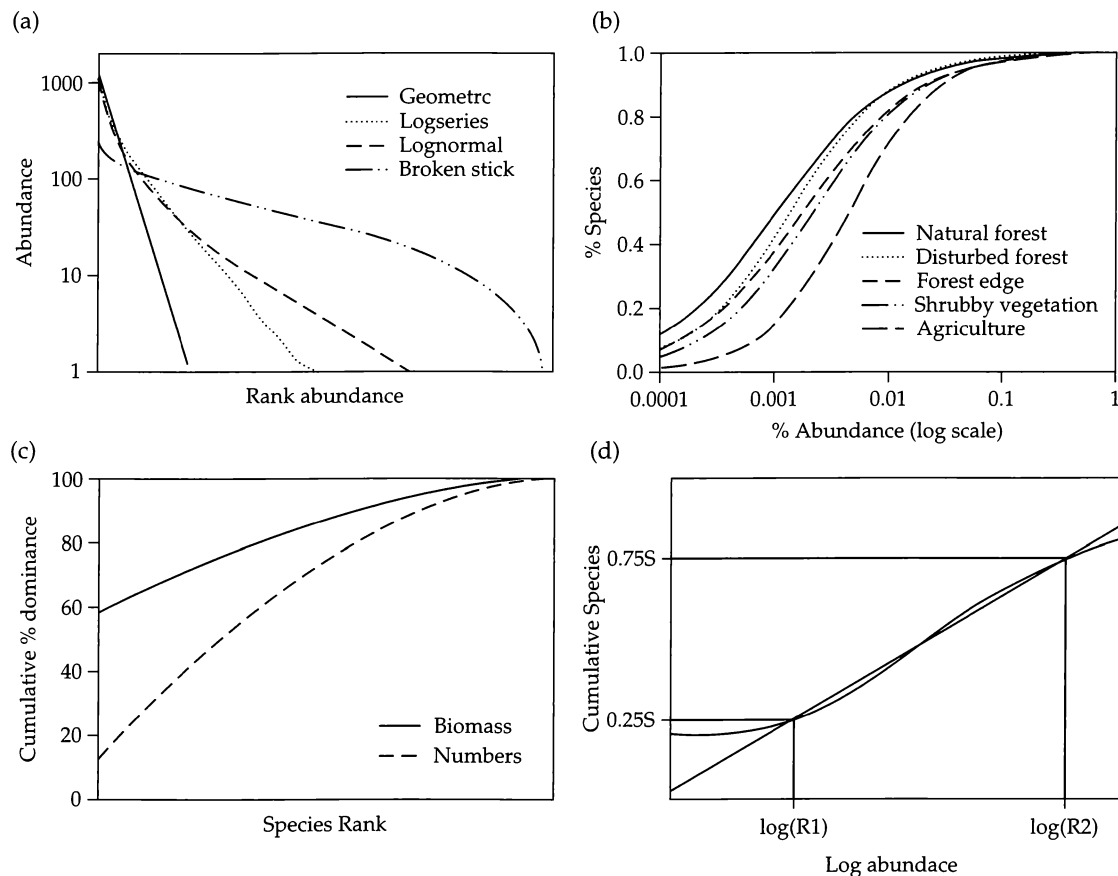 (a)
1000
100
10
1
Abundance
Rank abundance
Geometrc
Logseries
Lognormal
Broken stick
(b)
1.0
0.8
0.6
0.4
0.2
0.0
% Species
0.0001 0.001 0.01 0.1 1
% Abundance (log scale)
Natural forest
Disturbed forest
Forest edge
Shrubby vegetation
Agriculture
(c)
100
80
60
40
20
0
Cumulative % dominance
Species Rank
Biomass
Numbers
(d)
0.75S
0.25S
Cumulative Species
log(R1) log(R2)
Log abundace